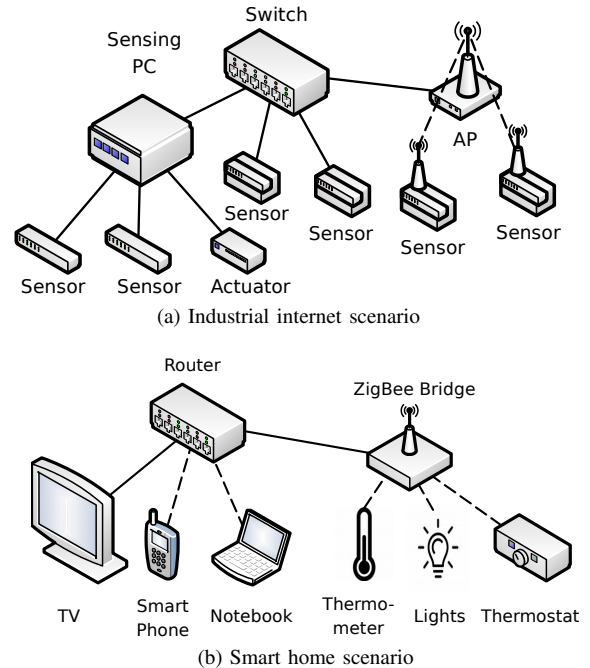 Switch
Sensing
PC
AP
Sensor
Sensor
Sensor
Sensor
Sensor
Sensor
Actuator
(a) Industrial internet scenario
Router
ZigBee Bridge
TV
Smart
Phone
Notebook
Thermo-
meter
Lights
Thermostat
(b) Smart home scenario